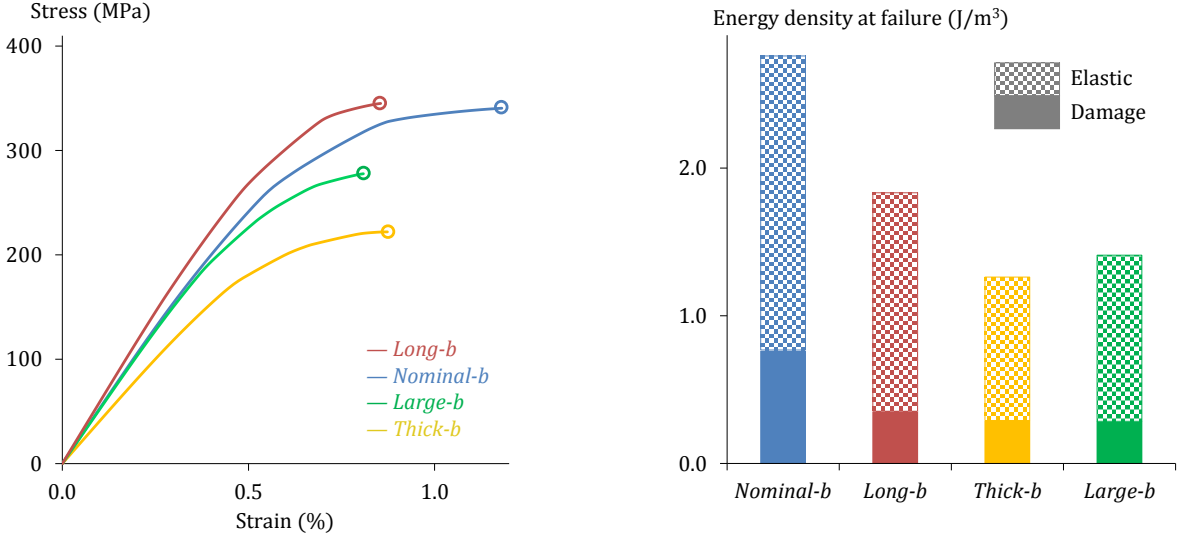 Stress (MPa)
400
300
200
100
0
0.0
0.5
1.0
Strain (%)
Long-b
Nominal-b
Large-b
Thick-b
Energy density at failure (J/m³)
2.0
1.0
0.0
Elastic
Damage
Nominal-b
Long-b
Thick-b
Large-b